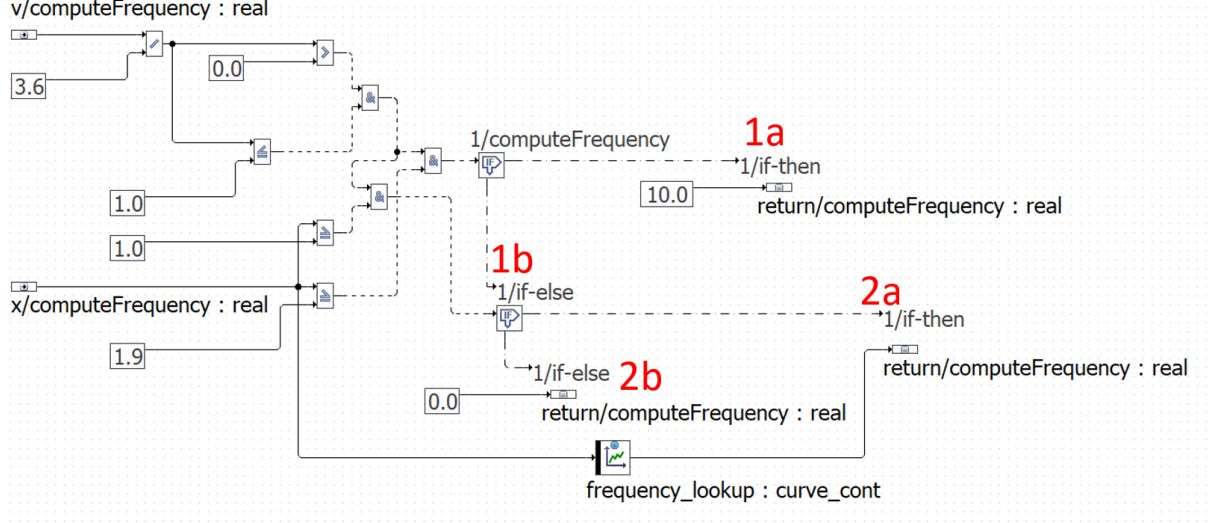 v/computeFrequency : real
0.0
3.6
1a
1/computeFrequency
1/if-then
10.0
1.0
return/computeFrequency : real
1.0
1b
1/if-else
2a
x/computeFrequency : real
IF
IF
1/if-then
1.9
return/computeFrequency : real
1/if-else
2b
0.0
return/computeFrequency : real
frequency_lookup : curve_cont